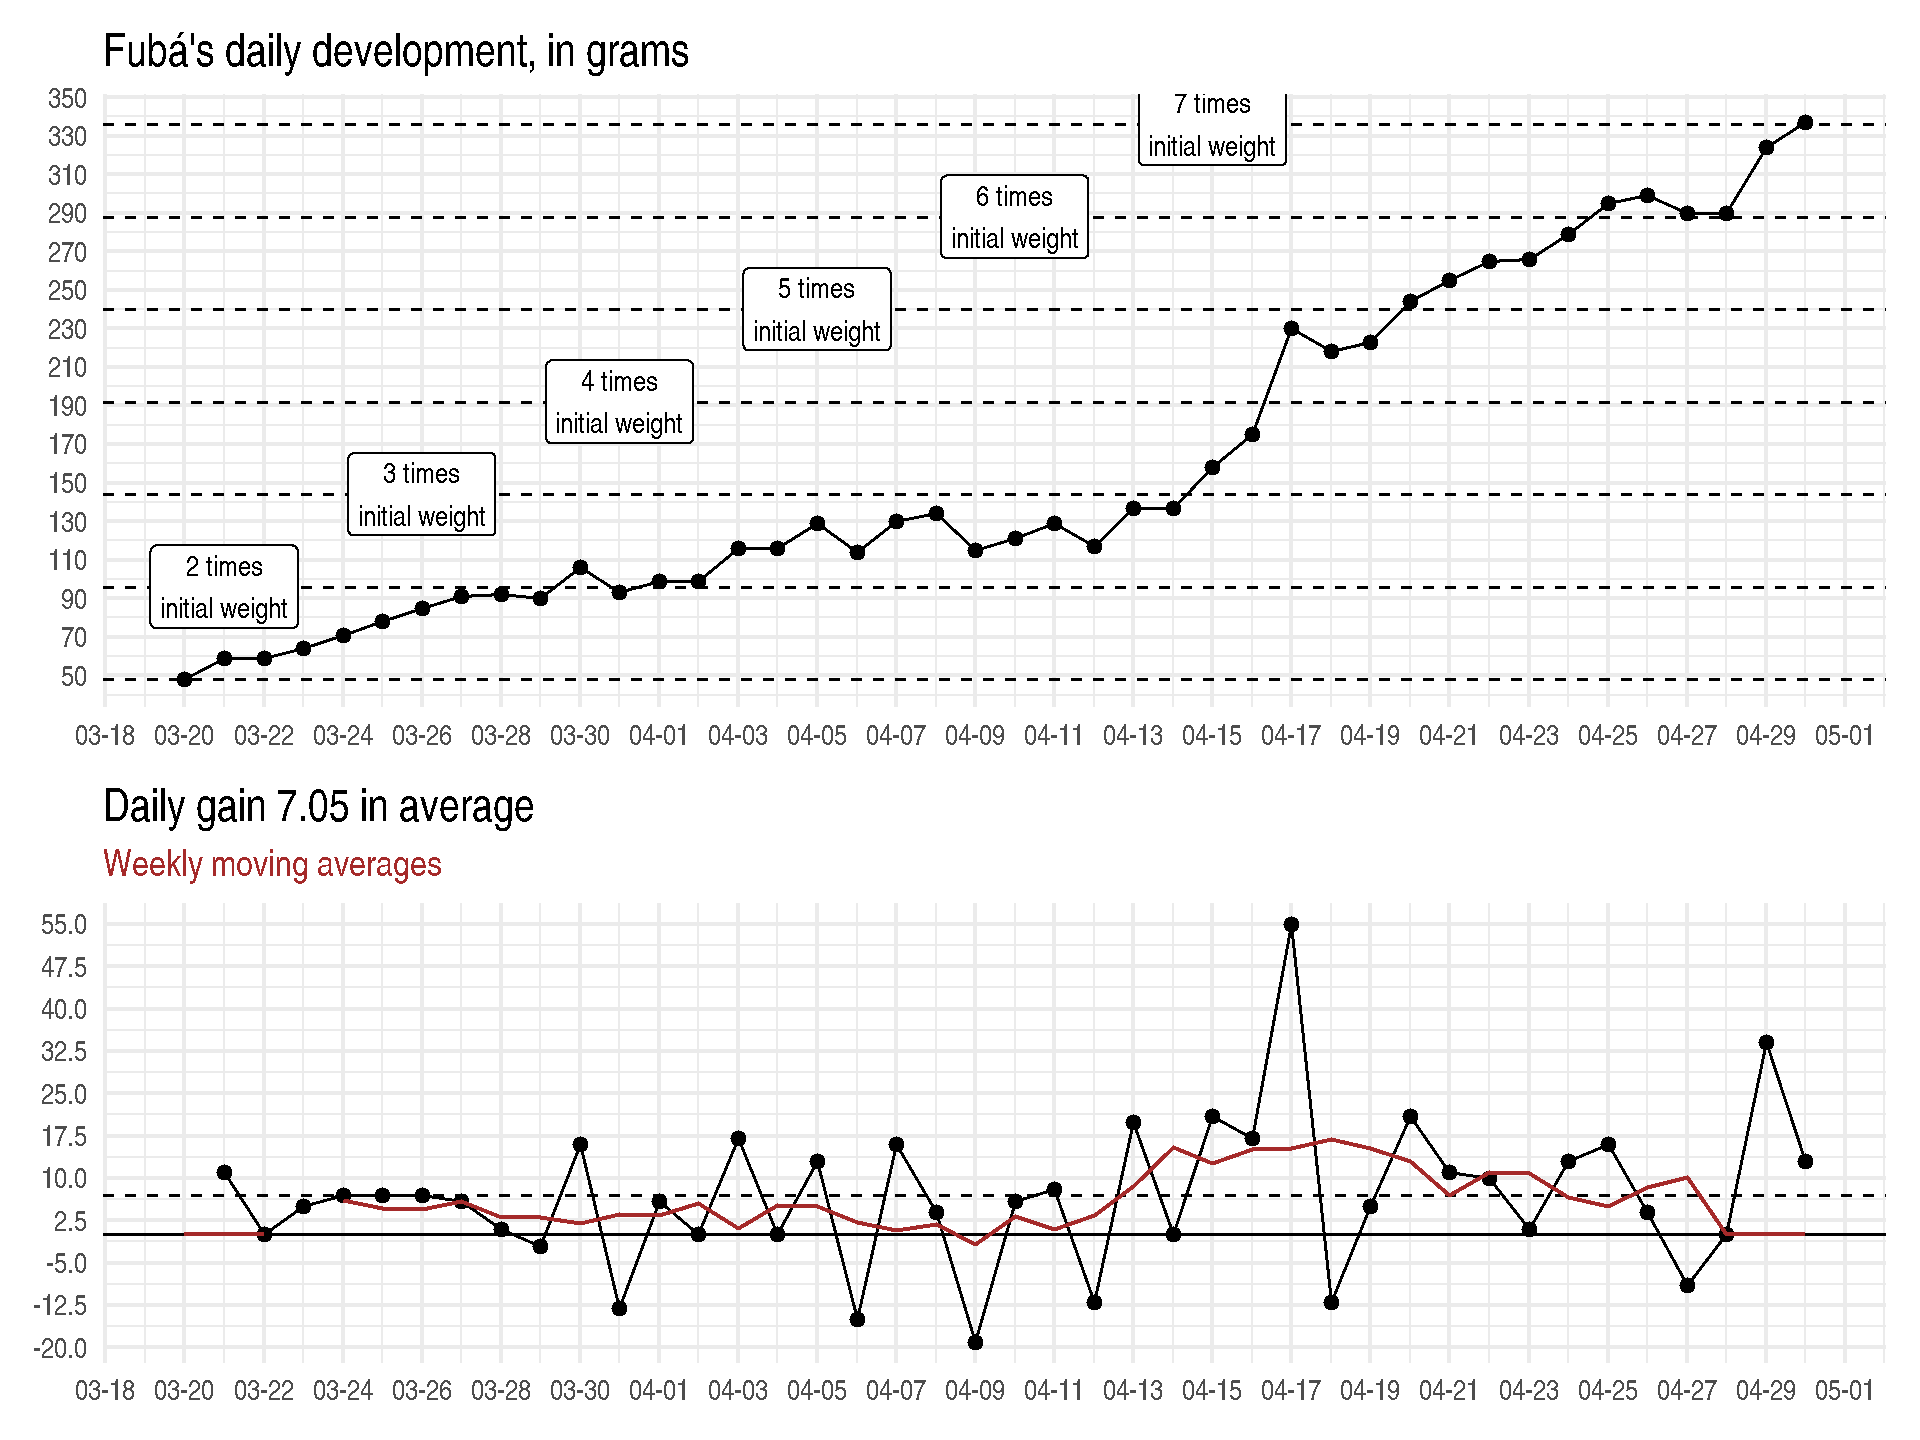 Fubá's daily development, in grams
350
330
310
290
270
250
230
210
190
170
150
130
110
90
70
50
7 times
initial weight
6 times
initial weight
5 times
initial weight
4 times
initial weight
3 times
initial weight
2 times
initial weight
03-18 03-20 03-22 03-24 03-26 03-28 03-30 04-01 04-03 04-05 04-07 04-09 04-11 04-13 04-15 04-17 04-19 04-21 04-23 04-25 04-27 04-29 05-01
Daily gain 7.05 in average
Weekly moving averages
55.0
47.5
40.0
32.5
25.0
17.5
10.0
2.5
-5.0
-12.5
-20.0
03-18 03-20 03-22 03-24 03-26 03-28 03-30 04-01 04-03 04-05 04-07 04-09 04-11 04-13 04-15 04-17 04-19 04-21 04-23 04-25 04-27 04-29 05-01